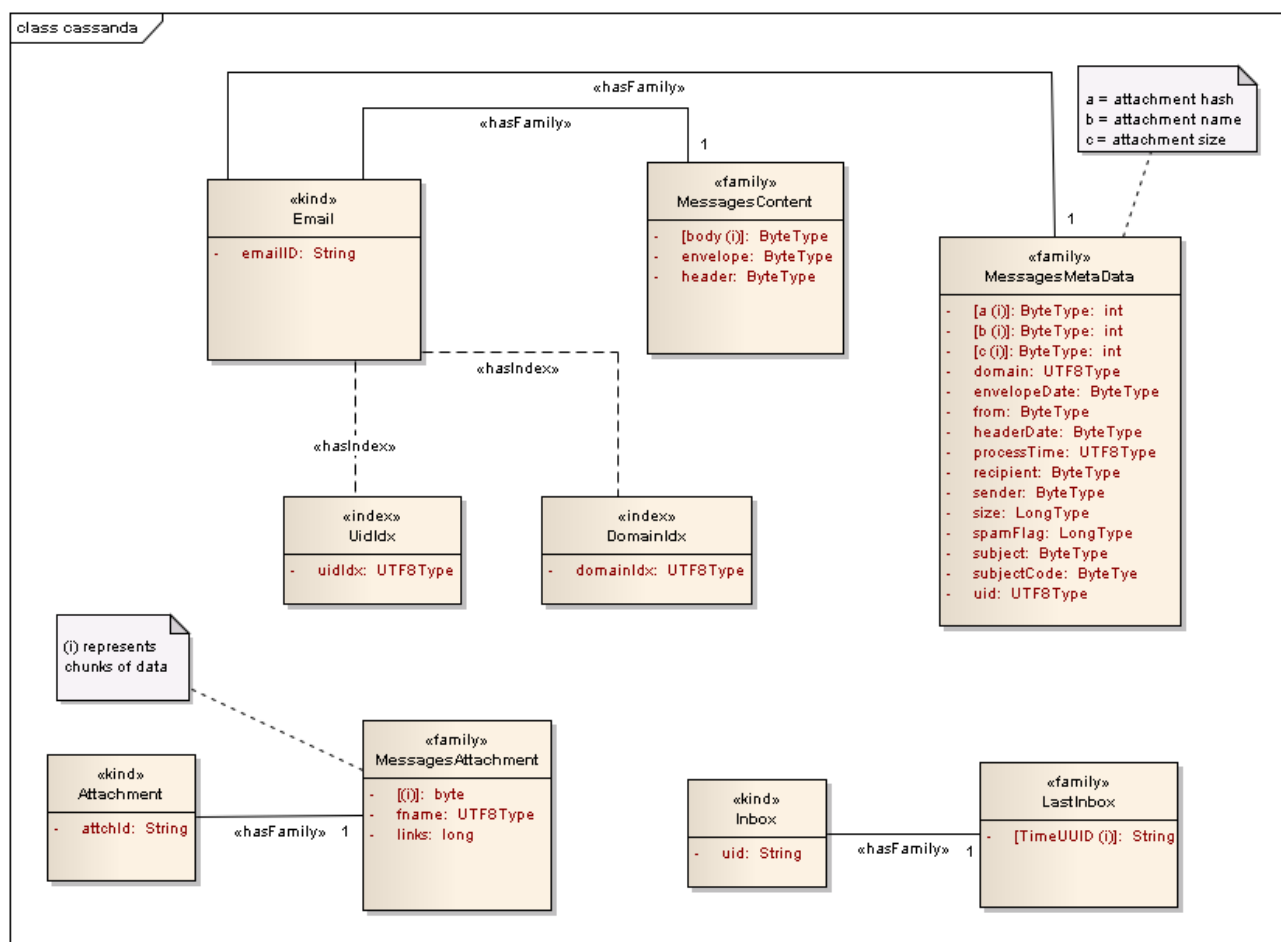 class cassanda
«hasFamily»
a = attachment hash
b = attachment name
c = attachment size
«hasFamily»
1
«kind»
Email
- emailID: String
«family»
MessagesContent
- [body (i)]: ByteType
- envelope: ByteType
- header: ByteType
1
«family»
MessagesMetaData
- [a (i)]: ByteType: int
- [b (i)]: ByteType: int
- [c (i)]: ByteType: int
- domain: UTF8Type
- envelopeDate: ByteType
- from: ByteType
- headerDate: ByteType
- processTime: UTF8Type
- recipient: ByteType
- sender: ByteType
- size: LongType
- spamFlag: LongType
- subject: ByteType
- subjectCode: ByteTye
- uid: UTF8Type
«hasIndex»
«hasIndex»
«index»
UidIdx
- uidIdx: UTF8Type
«index»
DomainIdx
- domainIdx: UTF8Type
(i) represents
chunks of data
«kind»
Attachment
- attchId: String
«hasFamily»
1
«family»
MessagesAttachment
- [(i)]: byte
- fname: UTF8Type
- links: long
«kind»
Inbox
- uid: String
«hasFamily»
1
«family»
LastInbox
- [TimeUUID (i)]: String